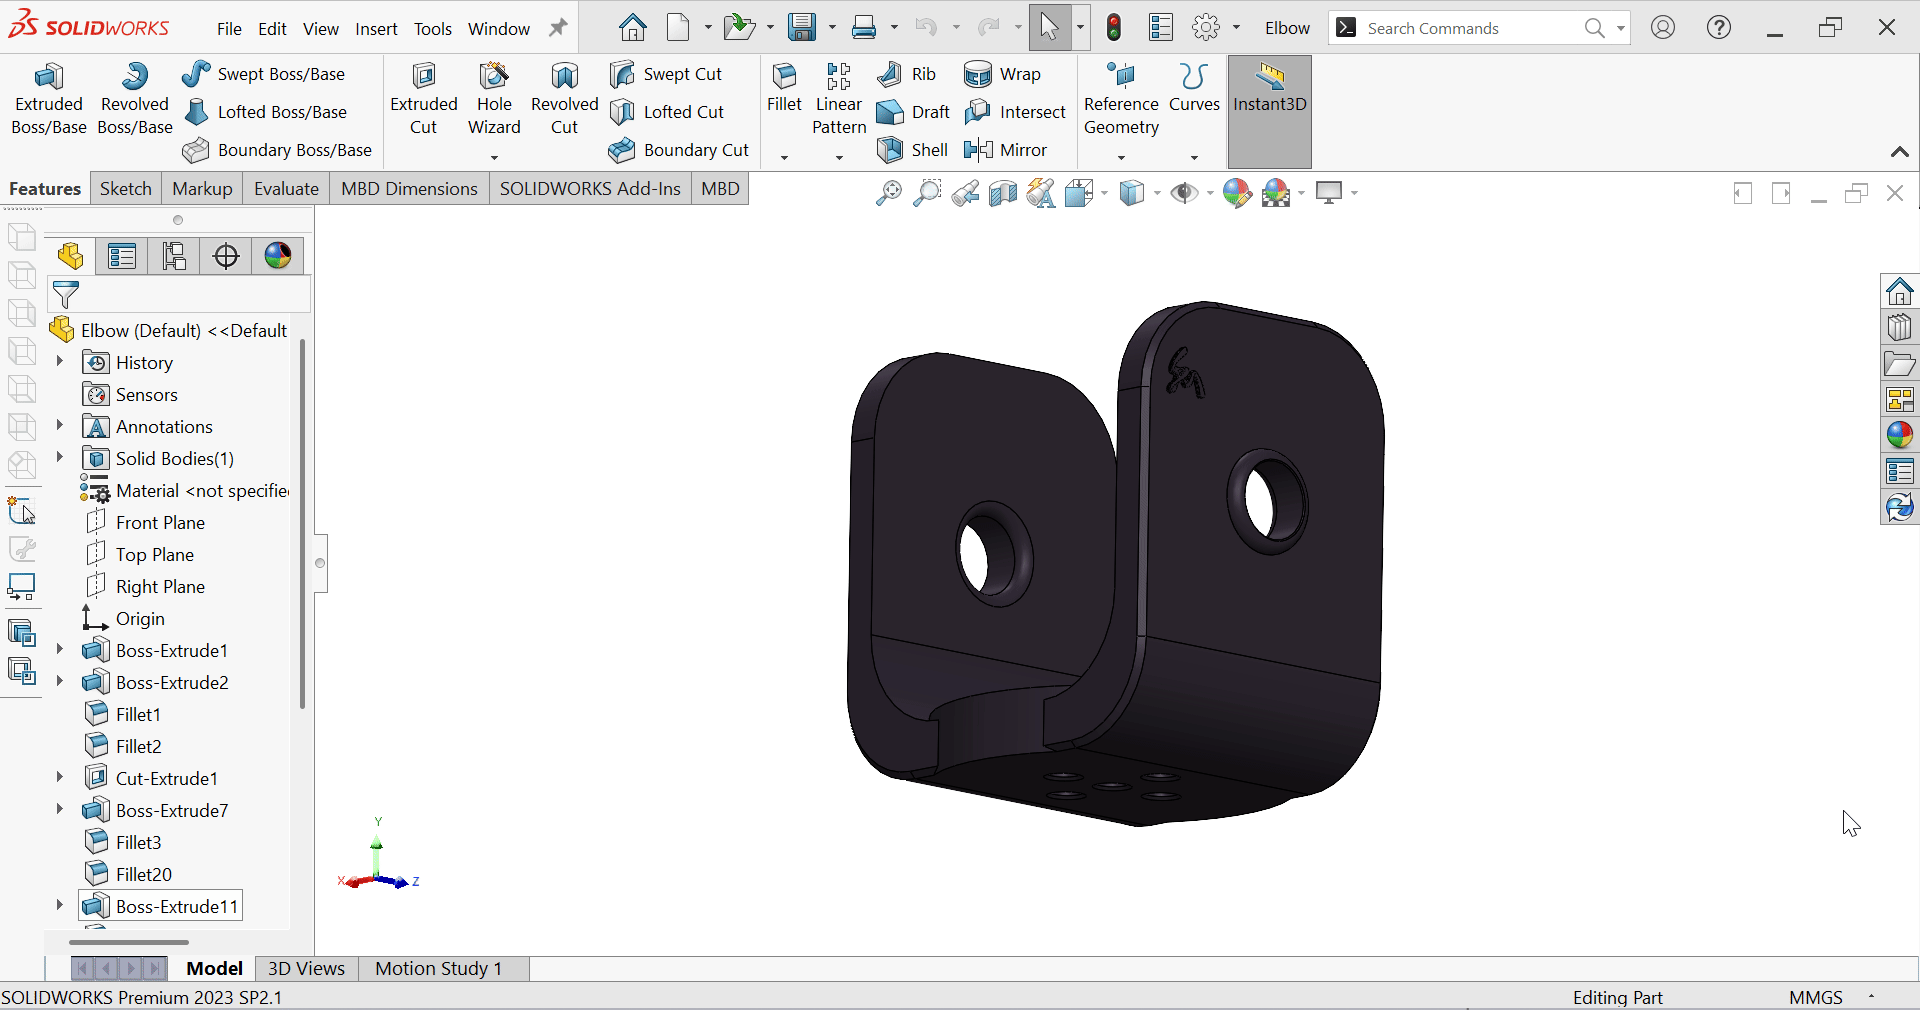 SOLIDWORKS File Edit View Insert Tools Window Elbow Search Commands
Extruded Boss/Base
Revolved Boss/Base
Swept Boss/Base
Lofted Boss/Base
Boundary Boss/Base
Extruded Cut
Hole Wizard
Revolved Cut
Swept Cut
Lofted Cut
Boundary Cut
Fillet
Linear Pattern
Rib
Draft
Shell
Wrap
Intersect
Mirror
Reference Geometry
Curves
Instant3D
Features Sketch Markup Evaluate MBD Dimensions SOLIDWORKS Add-Ins MBD
Elbow (Default) <<Default
History
Sensors
Annotations
Solid Bodies(1)
Material <not specifie
Front Plane
Top Plane
Right Plane
Origin
Boss-Extrude1
Boss-Extrude2
Fillet1
Fillet2
Cut-Extrude1
Boss-Extrude7
Fillet3
Fillet20
Boss-Extrude11
Y
X
Z
Model 3D Views Motion Study 1
SOLIDWORKS Premium 2023 SP2.1 Editing Part MMGS